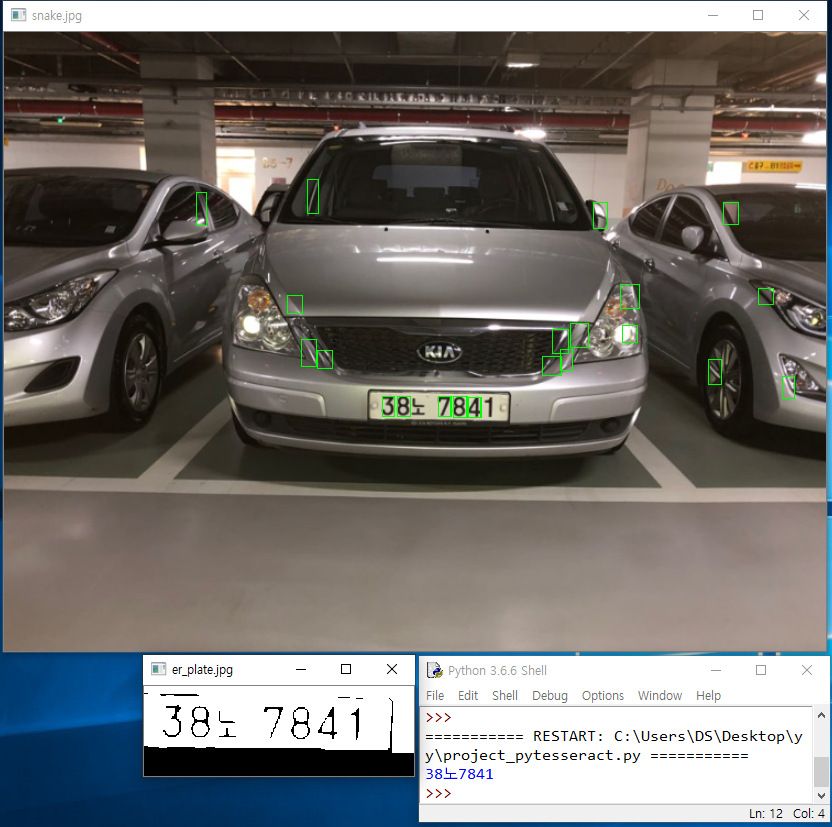 snake.jpg
KIA
38노 7841
er_plate.jpg
38노 7841
Python 3.6.6 Shell
File Edit Shell Debug Options Window Help
>>>
=========== RESTART: C:\Users\DS\Desktop\y
y\project_pytesseract.py ===========
38노7841
>>>
Ln: 12 Col: 4